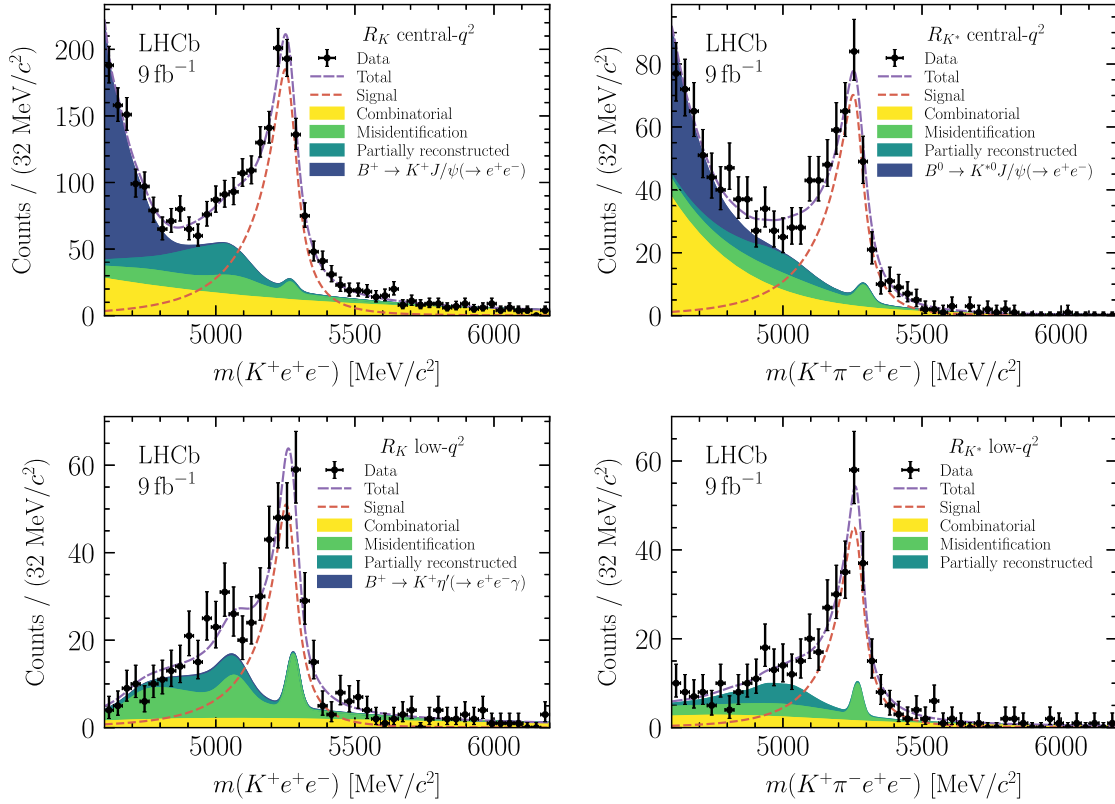 LHCb
9 fb⁻¹
R_K central-q²
Data
Total
Signal
Combinatorial
Misidentification
Partially reconstructed
B⁺ → K⁺J/ψ(→ e⁺e⁻)
200
150
100
50
0
5000
5500
6000
Counts / (32 MeV/c²)
m(K⁺e⁺e⁻) [MeV/c²]
LHCb
9 fb⁻¹
R_{K*} central-q²
Data
Total
Signal
Combinatorial
Misidentification
Partially reconstructed
B⁰ → K*⁰J/ψ(→ e⁺e⁻)
80
60
40
20
0
5000
5500
6000
Counts / (32 MeV/c²)
m(K⁺π⁻e⁺e⁻) [MeV/c²]
LHCb
9 fb⁻¹
R_K low-q²
Data
Total
Signal
Combinatorial
Misidentification
Partially reconstructed
B⁺ → K⁺η′(→ e⁺e⁻γ)
60
40
20
0
5000
5500
6000
Counts / (32 MeV/c²)
m(K⁺e⁺e⁻) [MeV/c²]
LHCb
9 fb⁻¹
R_{K*} low-q²
Data
Total
Signal
Combinatorial
Misidentification
Partially reconstructed
60
40
20
0
5000
5500
6000
Counts / (32 MeV/c²)
m(K⁺π⁻e⁺e⁻) [MeV/c²]